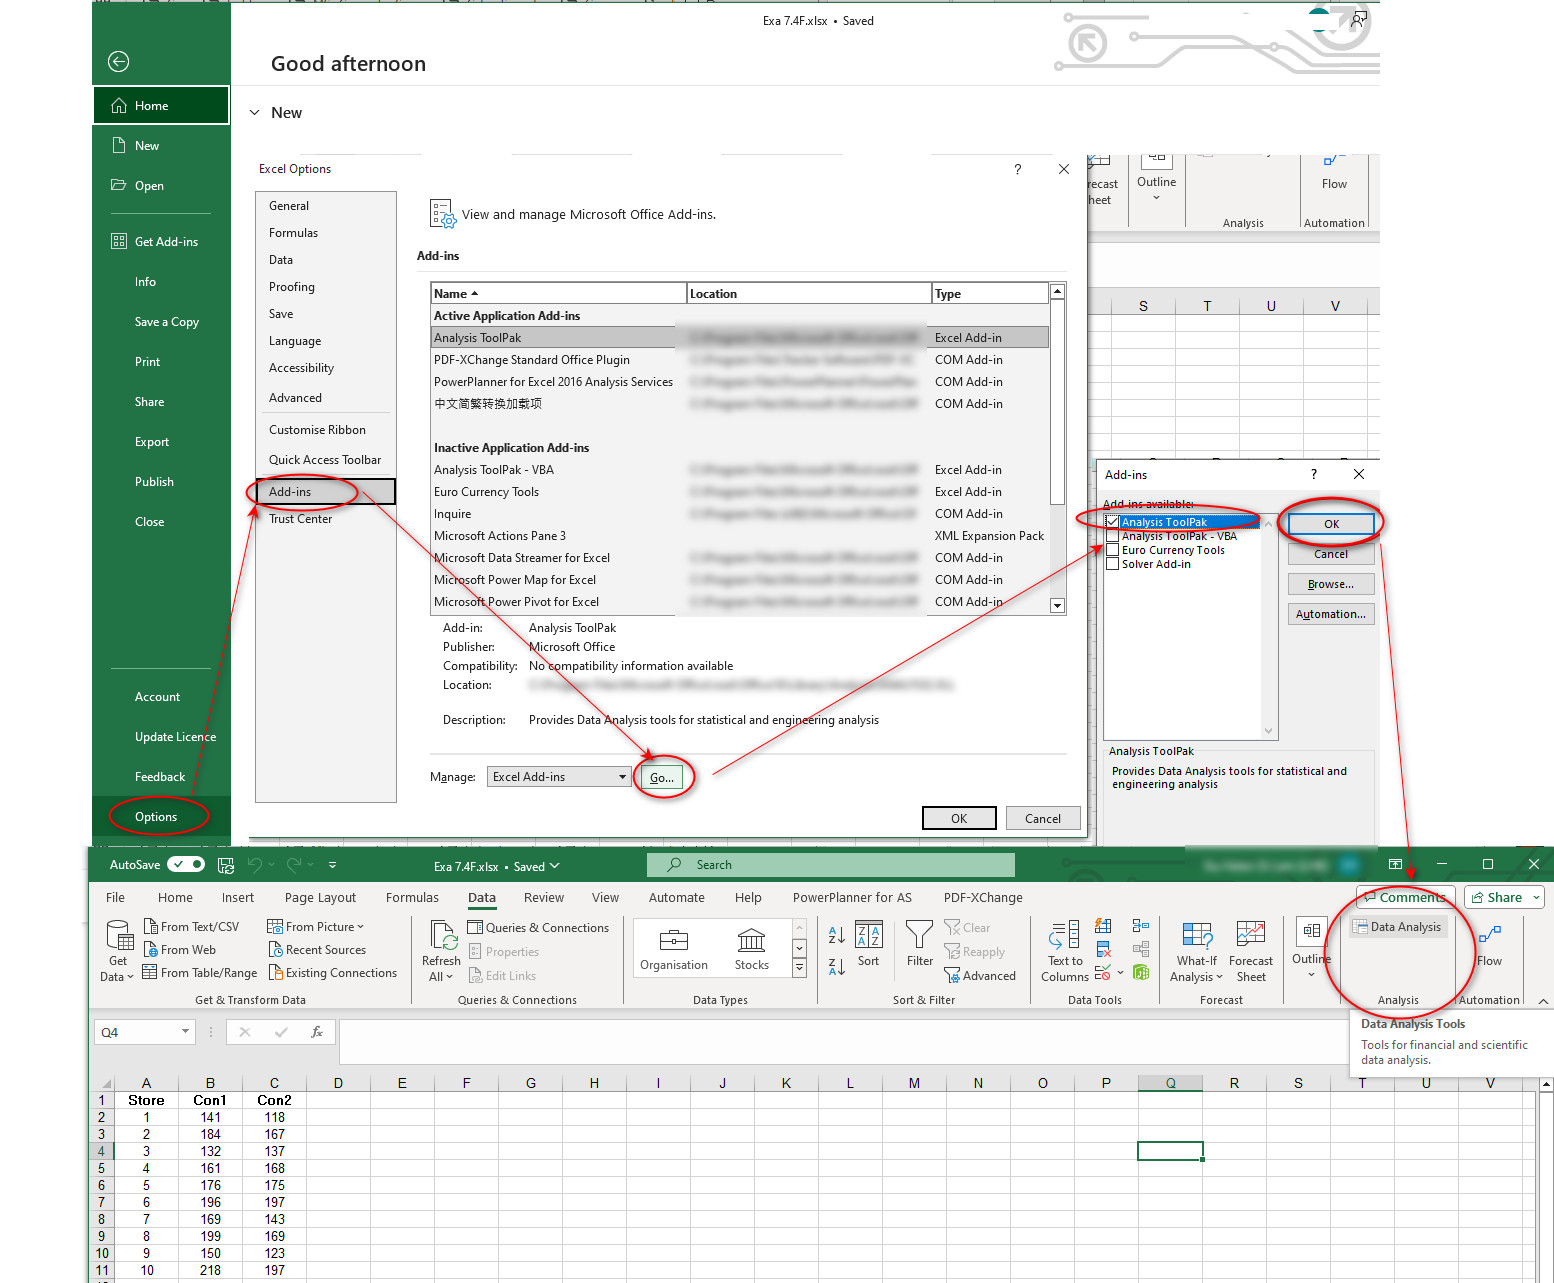 Exa 7.4F.xlsx • Saved
Good afternoon
Home
New
New
Open
Get Add-ins
Info
Save a Copy
Print
Share
Export
Publish
Close
Account
Update Licence
Feedback
Options
Excel Options
?
General
Formulas
Data
Proofing
Save
Language
Accessibility
Advanced
Customise Ribbon
Quick Access Toolbar
Add-ins
Trust Center
View and manage Microsoft Office Add-ins.
Add-ins
Name Location Type
Active Application Add-ins
Analysis ToolPak Excel Add-in
PDF-XChange Standard Office Plugin COM Add-in
PowerPlanner for Excel 2016 Analysis Services COM Add-in
中文简繁转换加载项 COM Add-in
Inactive Application Add-ins
Analysis ToolPak - VBA Excel Add-in
Euro Currency Tools Excel Add-in
Inquire COM Add-in
Microsoft Actions Pane 3 XML Expansion Pack
Microsoft Data Streamer for Excel COM Add-in
Microsoft Power Map for Excel COM Add-in
Microsoft Power Pivot for Excel COM Add-in
Add-in: Analysis ToolPak
Publisher: Microsoft Office
Compatibility: No compatibility information available
Location:
Description: Provides Data Analysis tools for statistical and engineering analysis
Manage: Excel Add-ins Go...
OK Cancel
recast Outline Flow
heet
Analysis Automation
S T U V
Add-ins ?
Add-ins available:
Analysis ToolPak OK
Analysis ToolPak - VBA
Euro Currency Tools Cancel
Solver Add-in
Browse...
Automation...
Analysis ToolPak
Provides Data Analysis tools for statistical and
engineering analysis
AutoSave Exa 7.4F.xlsx • Saved Search
File Home Insert Page Layout Formulas Data Review View Automate Help PowerPlanner for AS PDF-XChange Comments Share
From Text/CSV From Picture Queries & Connections Clear Data Analysis
From Web Recent Sources Properties Reapply
From Table/Range Existing Connections Edit Links Advanced
Get Refresh Organisation Stocks Sort Filter Text to What-If Forecast Outline Flow
Data All Columns Analysis Sheet
Get & Transform Data Queries & Connections Data Types Sort & Filter Data Tools Forecast Analysis Automation
Q4 fx
Data Analysis Tools
Tools for financial and scientific
data analysis.
A B C D E F G H I J K L M N O P Q R S T U V
1 Store Con1 Con2
2 1 141 118
3 2 184 167
4 3 132 137
5 4 161 168
6 5 176 175
7 6 196 197
8 7 169 143
9 8 199 169
10 9 150 123
11 10 218 197